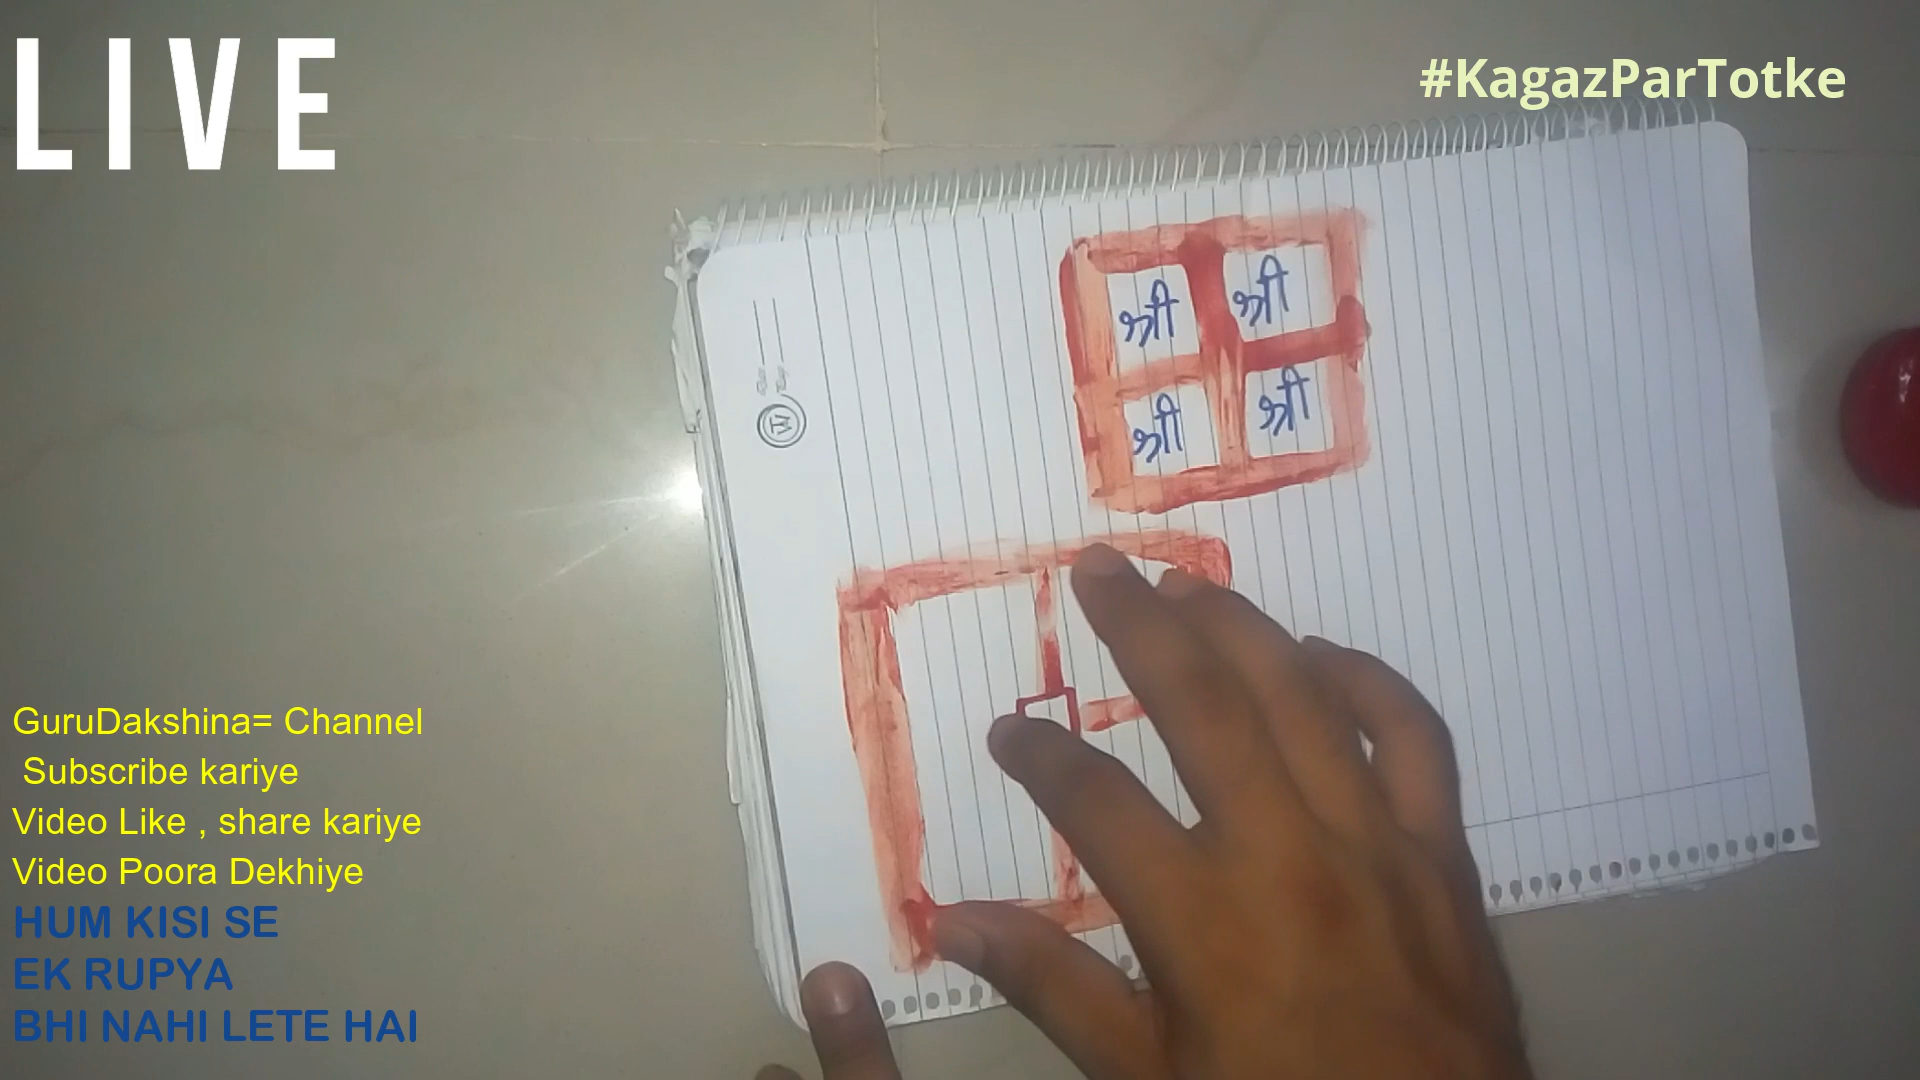 LIVE
#KagazParTotke
श्री श्री
श्री श्री
GuruDakshina= Channel
Subscribe kariye
Video Like , share kariye
Video Poora Dekhiye
HUM KISI SE
EK RUPYA
BHI NAHI LETE HAI